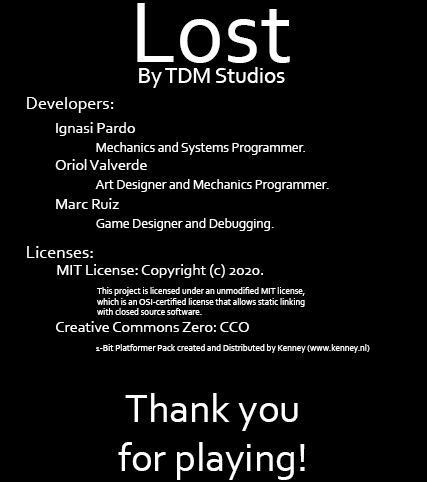 Lost
By TDM Studios
Developers:
Ignasi Pardo
Mechanics and Systems Programmer.
Oriol Valverde
Art Designer and Mechanics Programmer.
Marc Ruiz
Game Designer and Debugging.
Licenses:
MIT License: Copyright (c) 2020.
This project is licensed under an unmodified MIT license,
which is an OSI-certified license that allows static linking
with closed source software.
Creative Commons Zero: CCO
1-Bit Platformer Pack created and Distributed by Kenney (www.kenney.nl)
Thank you
for playing!